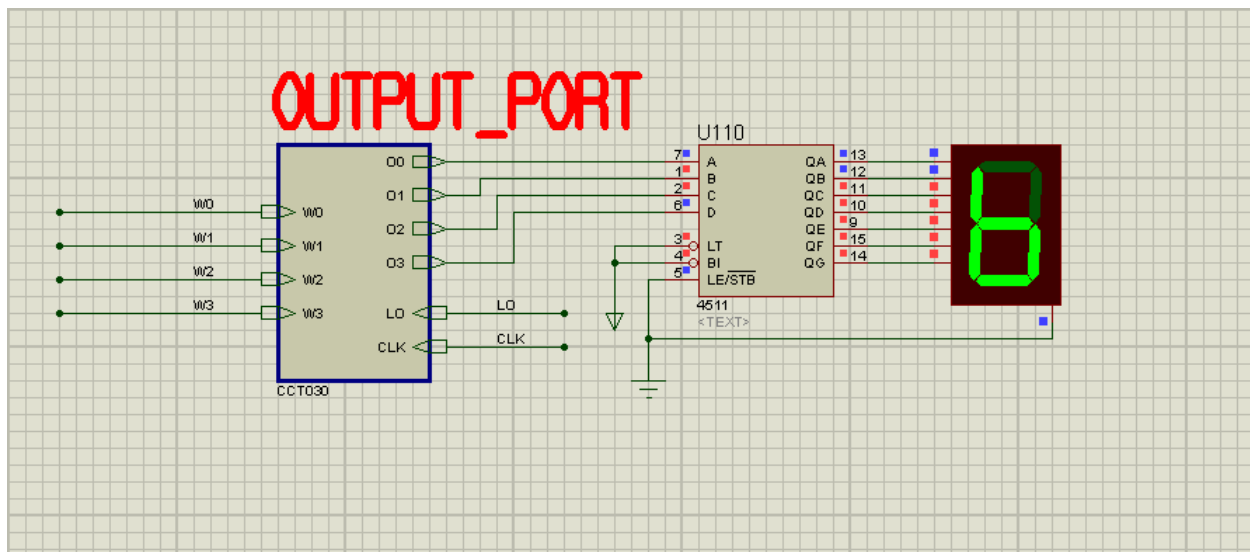 OUTPUT_PORT
U110
O0
O1
O2
O3
LO
CLK
W0
W1
W2
W3
W0
W1
W2
W3
CCT030
LO
CLK
7
1
2
6
3
4
5
A
B
C
D
LT
BI
LE/STB
QA
QB
QC
QD
QE
QF
QG
13
12
11
10
9
15
14
4511
<TEXT>